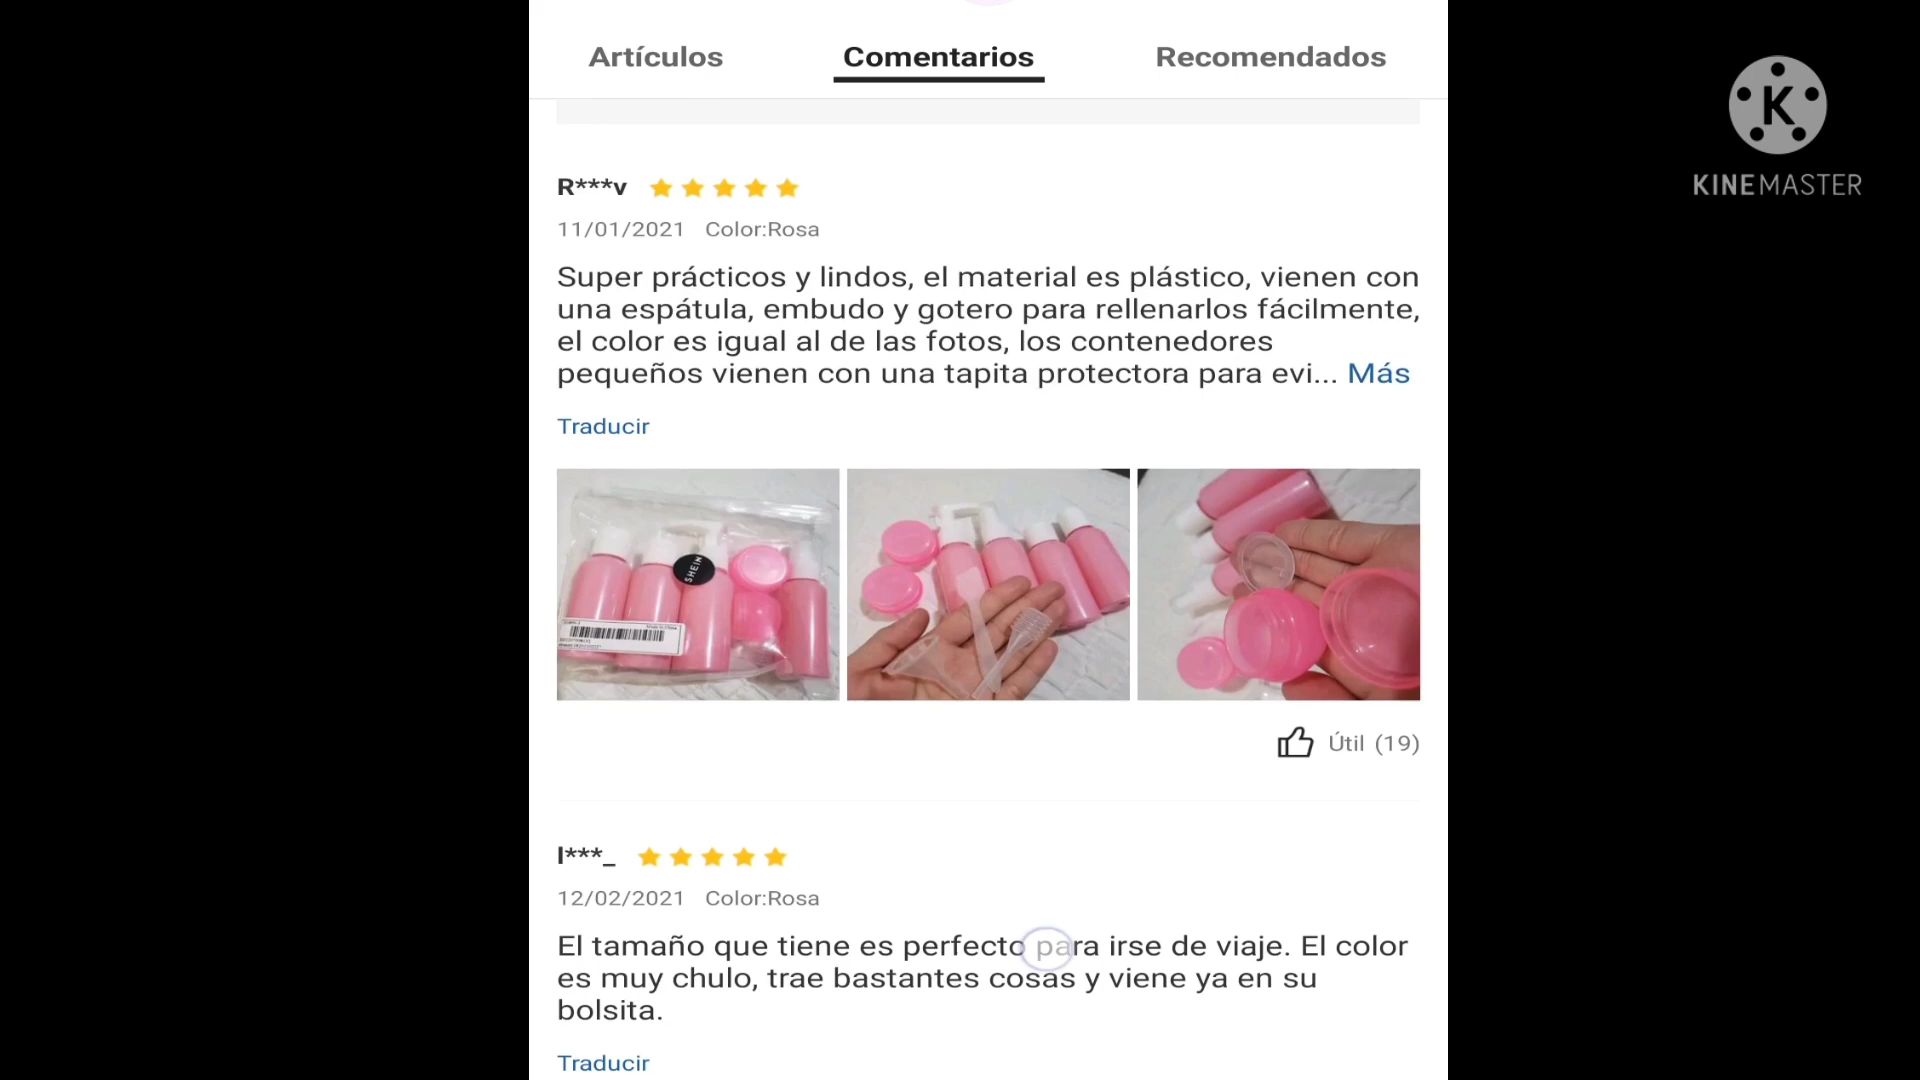 Artículos
Comentarios
Recomendados
K
KINEMASTER
R***v
11/01/2021 Color:Rosa
Super prácticos y lindos, el material es plástico, vienen con
una espátula, embudo y gotero para rellenarlos fácilmente,
el color es igual al de las fotos, los contenedores
pequeños vienen con una tapita protectora para evi... Más
Traducir
SHEIN
Útil (19)
l***_
12/02/2021 Color:Rosa
El tamaño que tiene es perfecto para irse de viaje. El color
es muy chulo, trae bastantes cosas y viene ya en su
bolsita.
Traducir